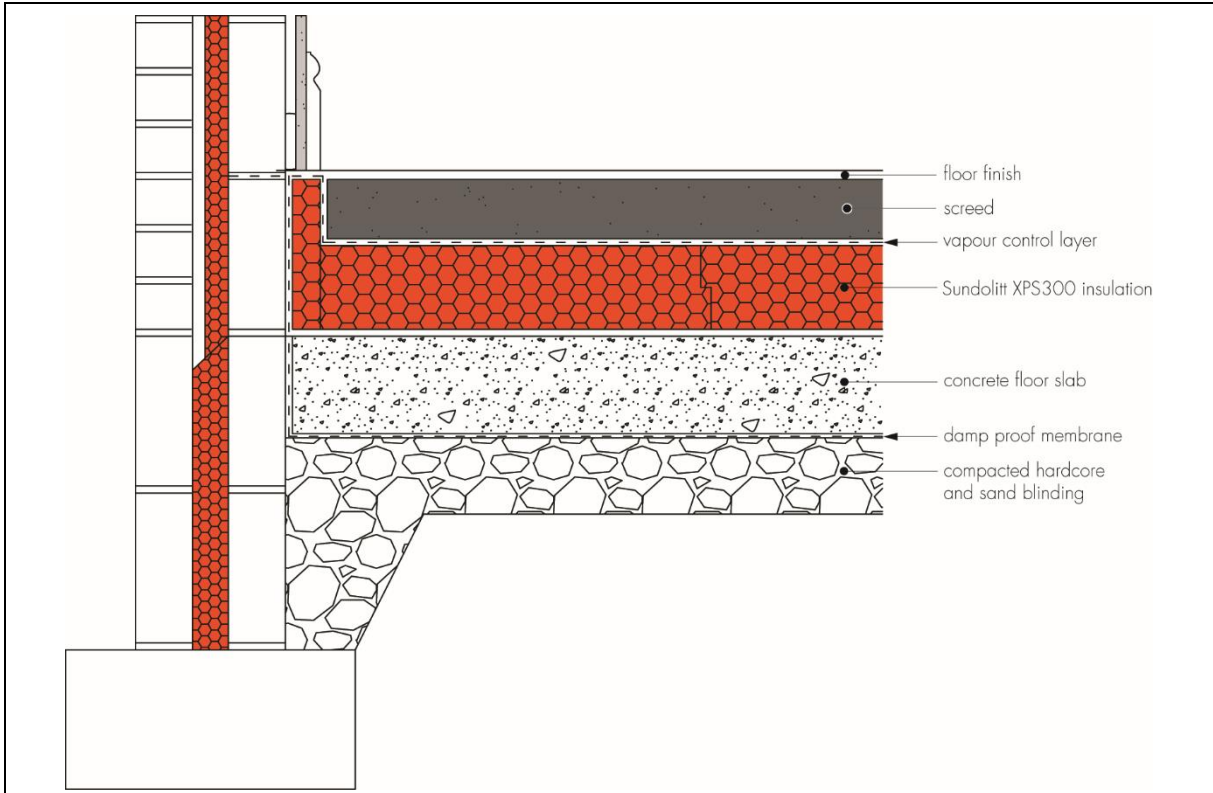 floor finish
screed
vapour control layer
Sundolitt XPS300 insulation
concrete floor slab
damp proof membrane
compacted hardcore
and sand blinding